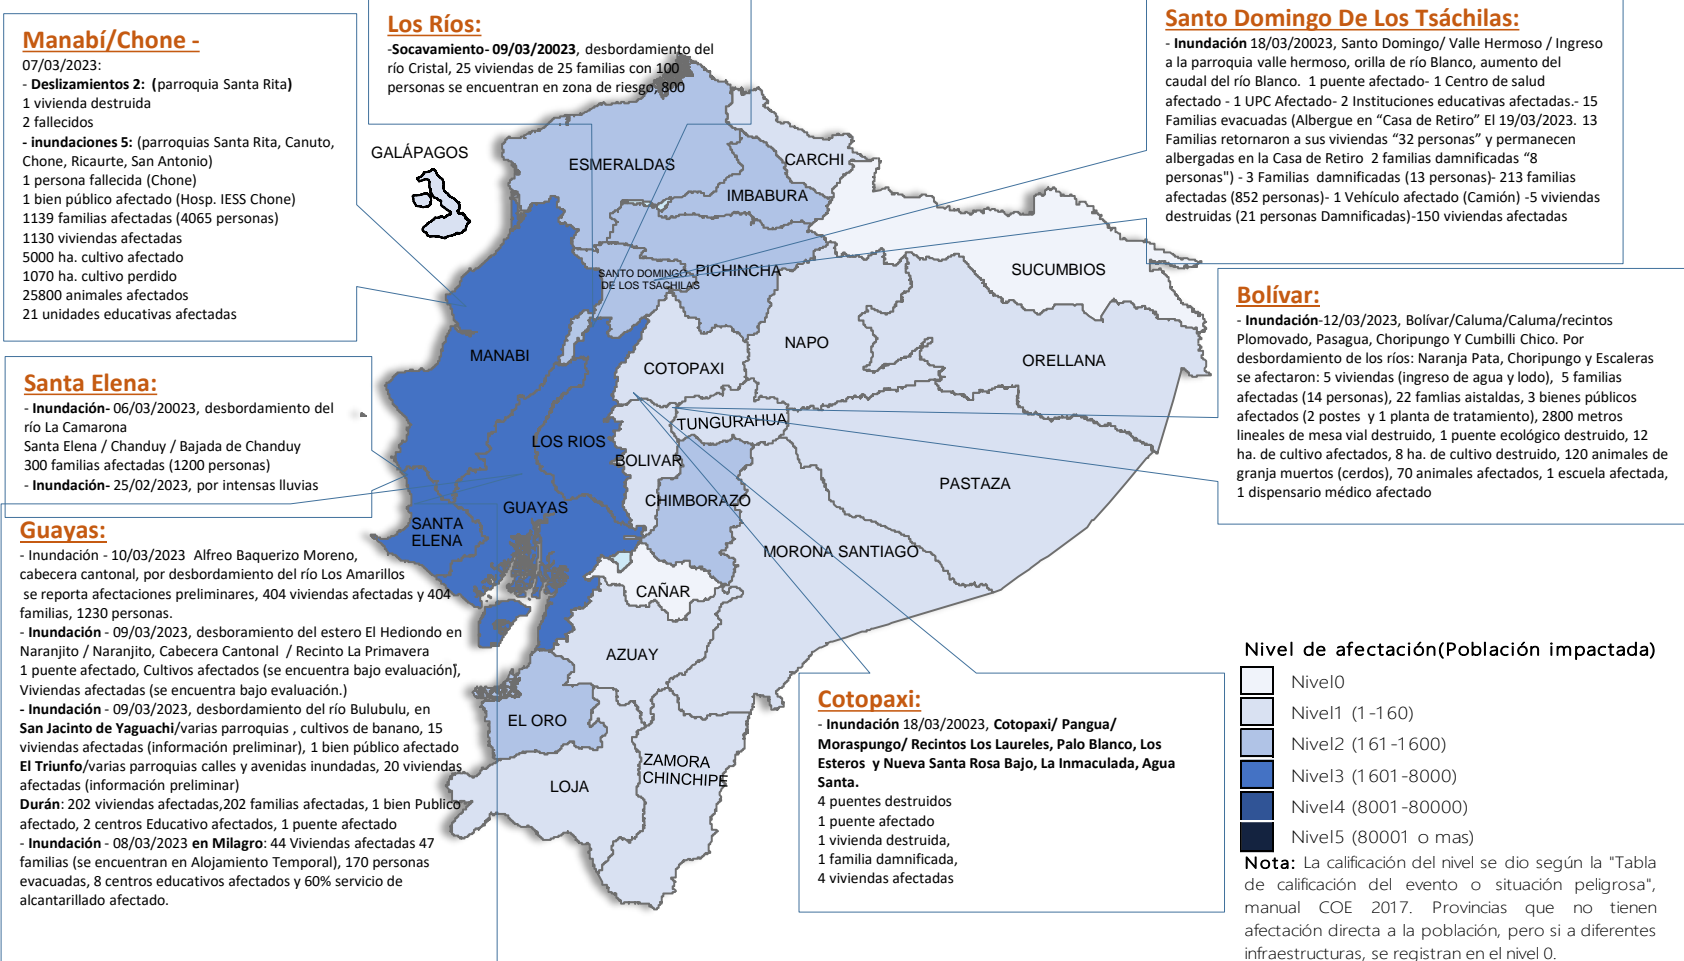 Manabí/Chone -
07/03/2023:
- Deslizamientos 2: (parroquia Santa Rita)
1 vivienda destruida
2 fallecidos
- inundaciones 5: (parroquias Santa Rita, Canuto,
Chone, Ricaurte, San Antonio)
1 persona fallecida (Chone)
1 bien público afectado (Hosp. IESS Chone)
1139 familias afectadas (4065 personas)
1130 viviendas afectadas
5000 ha. cultivo afectado
1070 ha. cultivo perdido
25800 animales afectados
21 unidades educativas afectadas
Los Ríos:
-Socavamiento- 09/03/20023, desbordamiento del
río Cristal, 25 viviendas de 25 familias con 100
personas se encuentran en zona de riesgo, 800
Santo Domingo De Los Tsáchilas:
- Inundación 18/03/20023, Santo Domingo/ Valle Hermoso / Ingreso
a la parroquia valle hermoso, orilla de río Blanco, aumento del
caudal del río Blanco. 1 puente afectado- 1 Centro de salud
afectado - 1 UPC Afectado- 2 Instituciones educativas afectadas.- 15
Familias evacuadas (Albergue en “Casa de Retiro” El 19/03/2023. 13
Familias retornaron a sus viviendas “32 personas” y permanecen
albergadas en la Casa de Retiro 2 familias damnificadas “8
personas") - 3 Familias damnificadas (13 personas)- 213 familias
afectadas (852 personas)- 1 Vehículo afectado (Camión) -5 viviendas
destruidas (21 personas Damnificadas)-150 viviendas afectadas
Santa Elena:
- Inundación- 06/03/20023, desbordamiento del
río La Camarona
Santa Elena / Chanduy / Bajada de Chanduy
300 familias afectadas (1200 personas)
- Inundación- 25/02/2023, por intensas lluvias
Bolívar:
- Inundación-12/03/2023, Bolívar/Caluma/Caluma/recintos
Plomovado, Pasagua, Choripungo Y Cumbilli Chico. Por
desbordamiento de los ríos: Naranja Pata, Choripungo y Escaleras
se afectaron: 5 viviendas (ingreso de agua y lodo), 5 familias
afectadas (14 personas), 22 famlias aistaldas, 3 bienes públicos
afectados (2 postes y 1 planta de tratamiento), 2800 metros
lineales de mesa vial destruido, 1 puente ecológico destruido, 12
ha. de cultivo afectados, 8 ha. de cultivo destruido, 120 animales de
granja muertos (cerdos), 70 animales afectados, 1 escuela afectada,
1 dispensario médico afectado
Guayas:
- Inundación - 10/03/2023 Alfreo Baquerizo Moreno,
cabecera cantonal, por desbordamiento del río Los Amarillos
se reporta afectaciones preliminares, 404 viviendas afectadas y 404
familias, 1230 personas.
- Inundación - 09/03/2023, desboramiento del estero El Hediondo en
Naranjito / Naranjito, Cabecera Cantonal / Recinto La Primavera
1 puente afectado, Cultivos afectados (se encuentra bajo evaluación),
Viviendas afectadas (se encuentra bajo evaluación.)
- Inundación - 09/03/2023, desbordamiento del río Bulubulu, en
San Jacinto de Yaguachi/varias parroquias , cultivos de banano, 15
viviendas afectadas (información preliminar), 1 bien público afectado
El Triunfo/varias parroquias calles y avenidas inundadas, 20 viviendas
afectadas (información preliminar)
Durán: 202 viviendas afectadas,202 familias afectadas, 1 bien Publico
afectado, 2 centros Educativo afectados, 1 puente afectado
- Inundación - 08/03/2023 en Milagro: 44 Viviendas afectadas 47
familias (se encuentran en Alojamiento Temporal), 170 personas
evacuadas, 8 centros educativos afectados y 60% servicio de
alcantarillado afectado.
Cotopaxi:
- Inundación 18/03/20023, Cotopaxi/ Pangua/
Moraspungo/ Recintos Los Laureles, Palo Blanco, Los
Esteros y Nueva Santa Rosa Bajo, La Inmaculada, Agua
Santa.
4 puentes destruidos
1 puente afectado
1 vivienda destruida,
1 familia damnificada,
4 viviendas afectadas
GALÁPAGOS
ESMERALDAS
CARCHI
IMBABURA
SUCUMBIOS
PICHINCHA
SANTO DOMINGO
DE LOS TSACHILAS
MANABI
COTOPAXI
NAPO
ORELLANA
TUNGURAHUA
LOS RIOS
BOLIVAR
CHIMBORAZO
PASTAZA
GUAYAS
SANTA
ELENA
MORONA SANTIAGO
CAÑAR
AZUAY
EL ORO
LOJA
ZAMORA
CHINCHIPE
Nivel de afectación(Población impactada)
Nivel0
Nivel1 (1-160)
Nivel2 (161-1600)
Nivel3 (1601-8000)
Nivel4 (8001-80000)
Nivel5 (80001 o mas)
Nota: La calificación del nivel se dio según la "Tabla
de calificación del evento o situación peligrosa",
manual COE 2017. Provincias que no tienen
afectación directa a la población, pero si a diferentes
infraestructuras, se registran en el nivel 0.